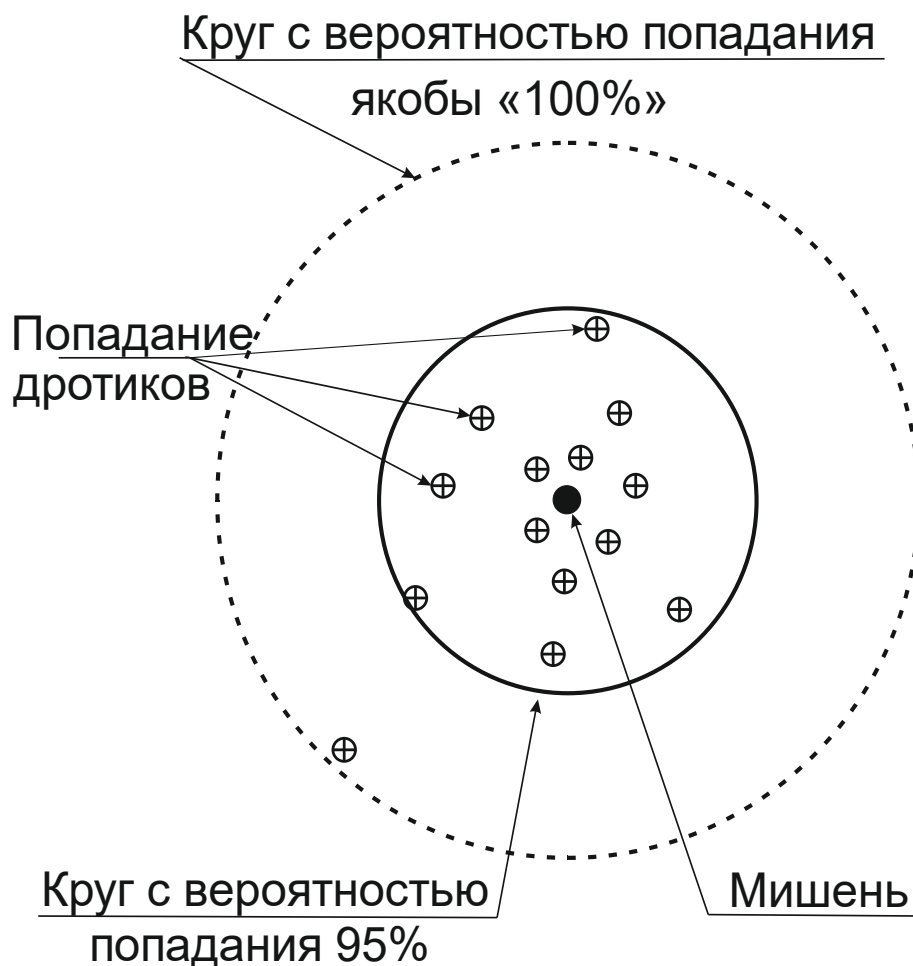 Круг с вероятностью попадания
якобы «100%»
Попадание
дротиков
Круг с вероятностью
попадания 95%
Мишень